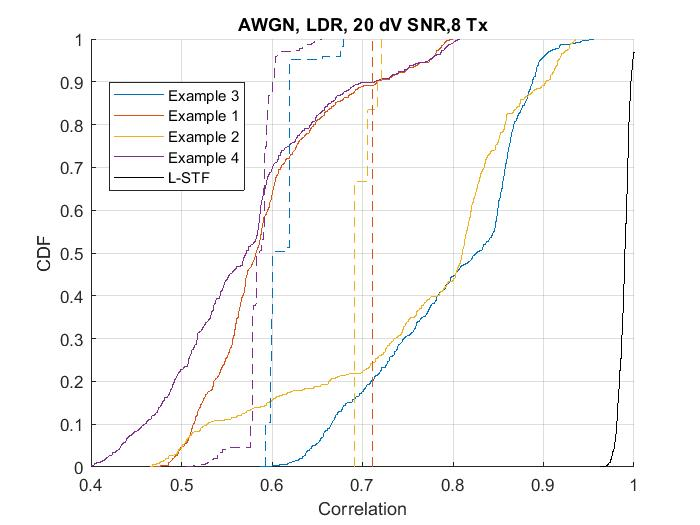 AWGN, LDR, 20 dV SNR,8 Tx
1
0.9
0.8
0.7
0.6
0.5
0.4
0.3
0.2
0.1
0
CDF
Example 3
Example 1
Example 2
Example 4
L-STF
0.4 0.5 0.6 0.7 0.8 0.9 1
Correlation